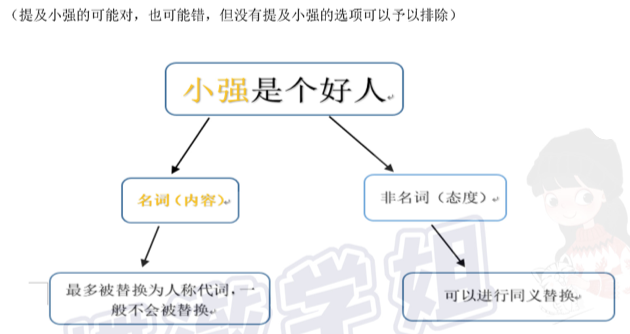 （提及小强的可能对，也可能错，但没有提及小强的选项可以予以排除）
小强是个好人
名词（内容）
非名词（态度）
最多被替换为人称代词，一
般不会被替换
可以进行同义替换
学姐